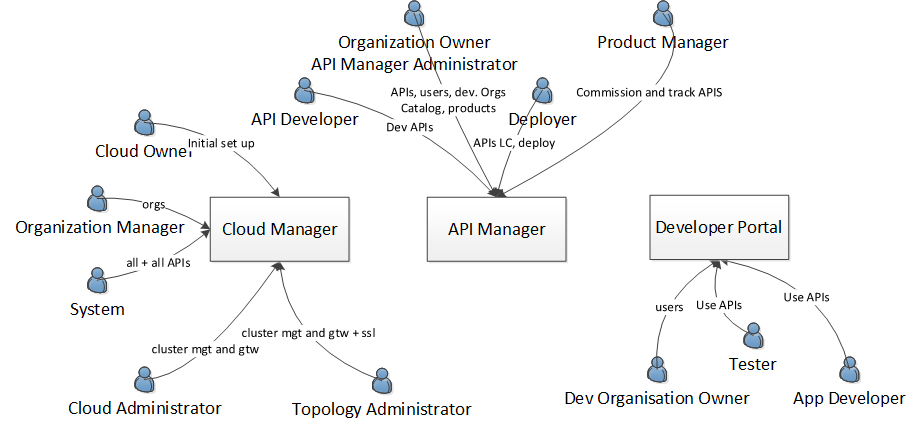 Organization Owner
API Manager Administrator
Product Manager
APIs, users, dev. Orgs
Catalog, products
Commission and track APIS
API Developer
Dev APIs
Deployer
APIs LC, deploy
Cloud Owner
Initial set up
orgs
Organization Manager
Cloud Manager
API Manager
Developer Portal
all + all APIs
System
users
Use APIs
Use APIs
cluster mgt and gtw + ssl
cluster mgt and gtw
Tester
Cloud Administrator
Topology Administrator
Dev Organisation Owner
App Developer